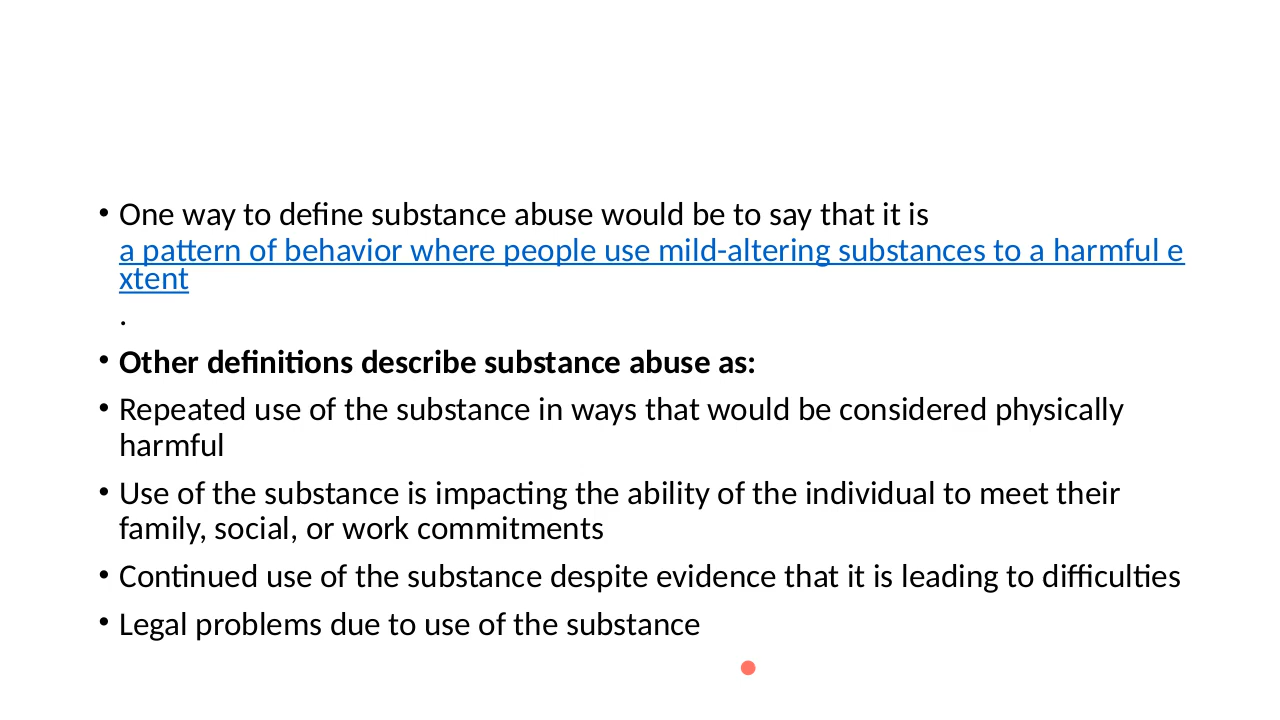 • One way to define substance abuse would be to say that it is
a pattern of behavior where people use mild-altering substances to a harmful e
xtent
.
• Other definitions describe substance abuse as:
• Repeated use of the substance in ways that would be considered physically
harmful
• Use of the substance is impacting the ability of the individual to meet their
family, social, or work commitments
• Continued use of the substance despite evidence that it is leading to difficulties
• Legal problems due to use of the substance